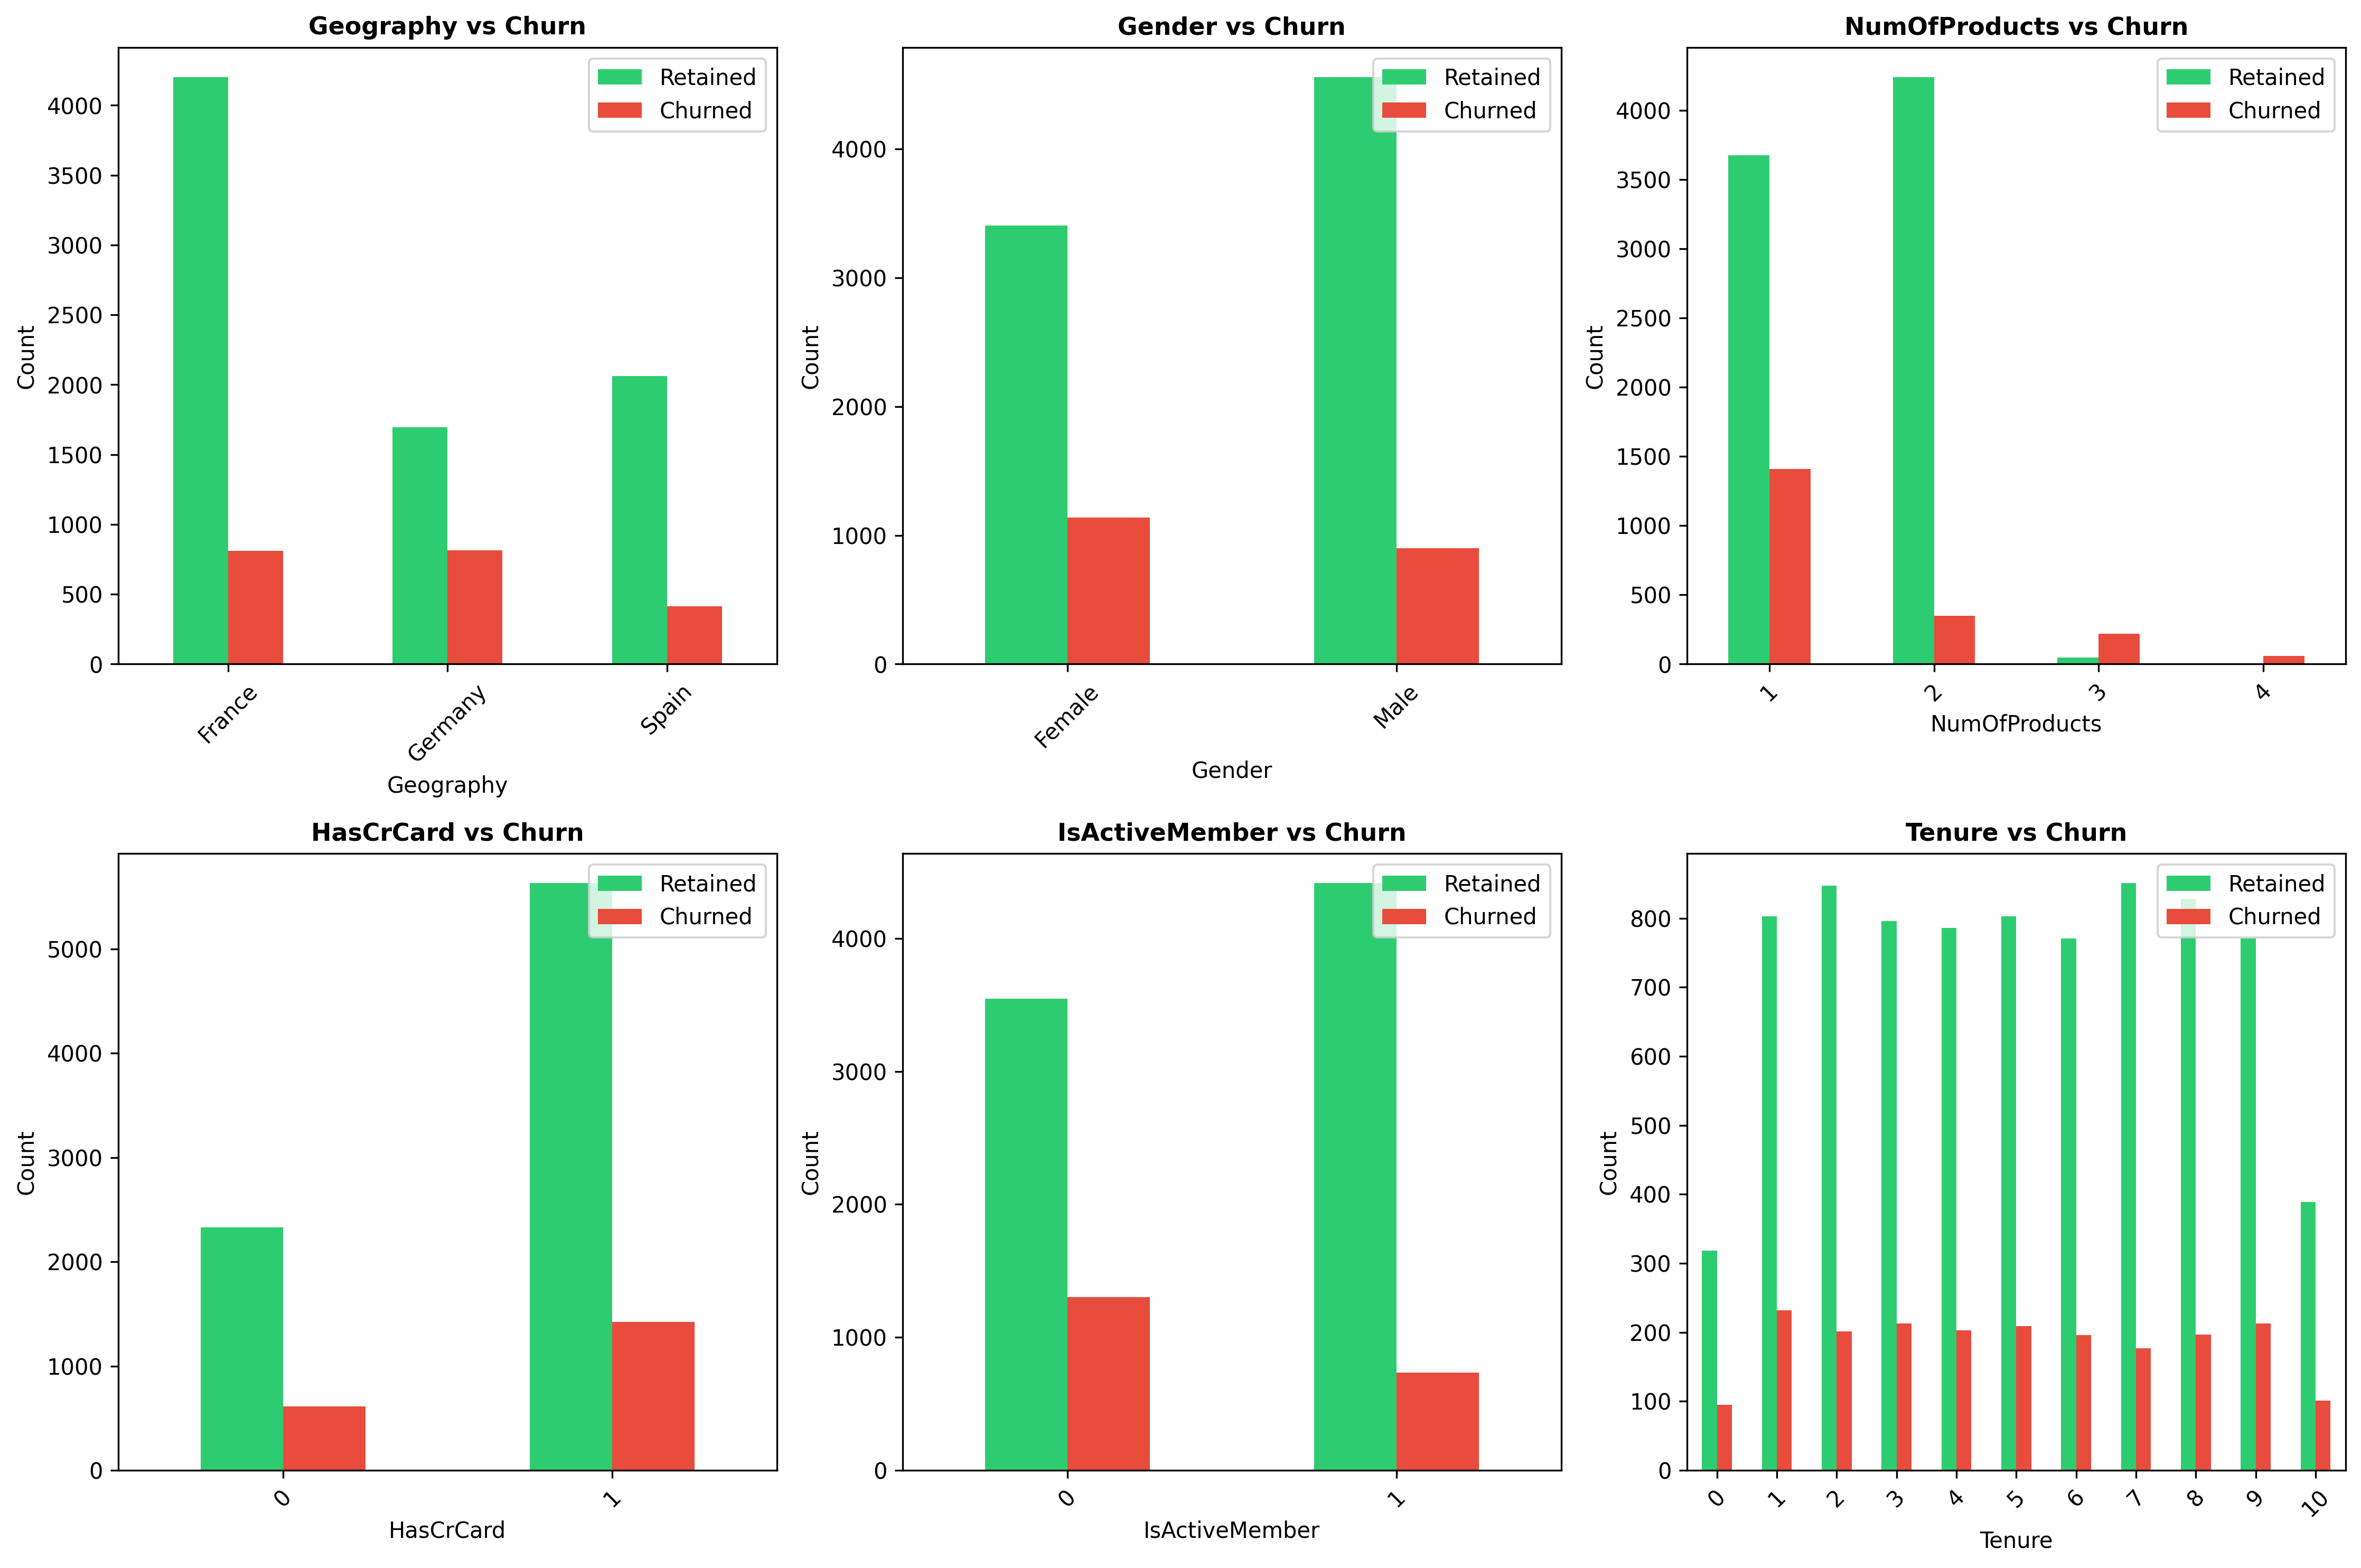 Geography vs Churn
Retained
Churned
Count
4000
3500
3000
2500
2000
1500
1000
500
0
France
Germany
Spain
Geography
Gender vs Churn
Retained
Churned
Count
4000
3000
2000
1000
0
Female
Male
Gender
NumOfProducts vs Churn
Retained
Churned
Count
4000
3500
3000
2500
2000
1500
1000
500
0
1
2
3
4
NumOfProducts
HasCrCard vs Churn
Retained
Churned
Count
5000
4000
3000
2000
1000
0
0
1
HasCrCard
IsActiveMember vs Churn
Retained
Churned
Count
4000
3000
2000
1000
0
0
1
IsActiveMember
Tenure vs Churn
Retained
Churned
Count
800
700
600
500
400
300
200
100
0
0
1
2
3
4
5
6
7
8
9
10
Tenure